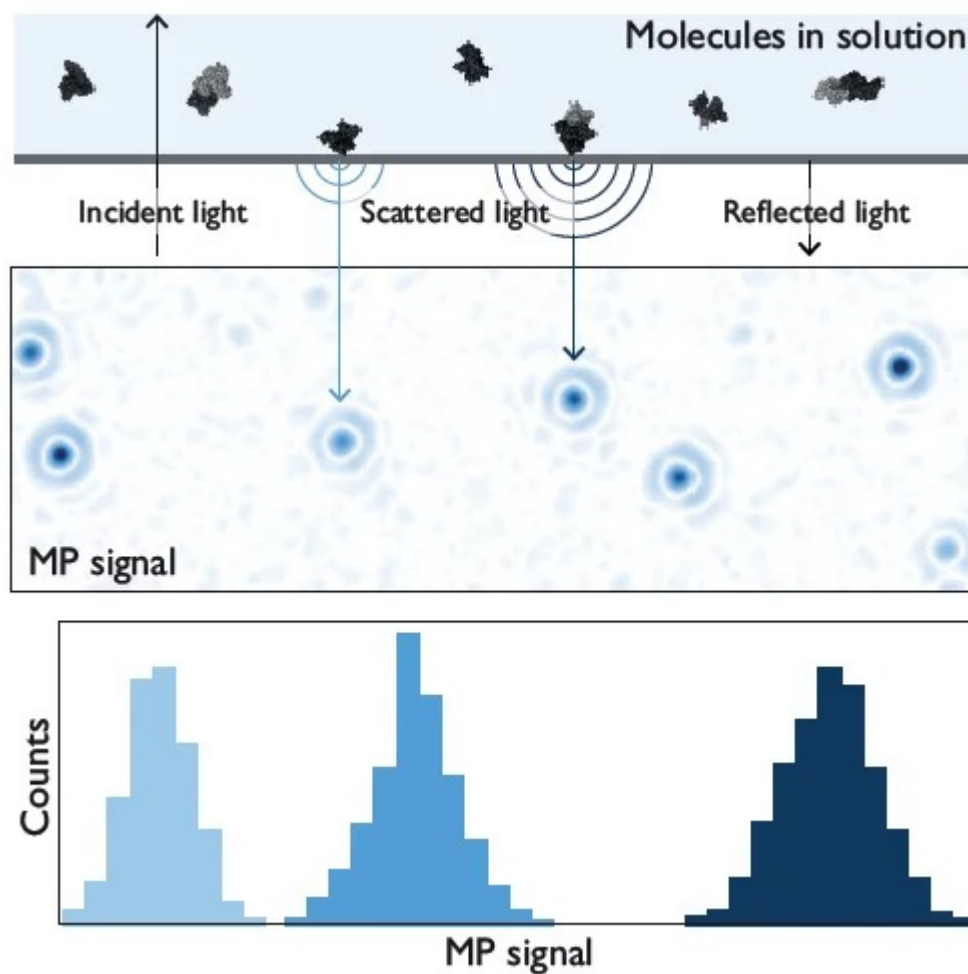 Molecules in solution
Incident light
Scattered light
Reflected light
MP signal
Counts
MP signal